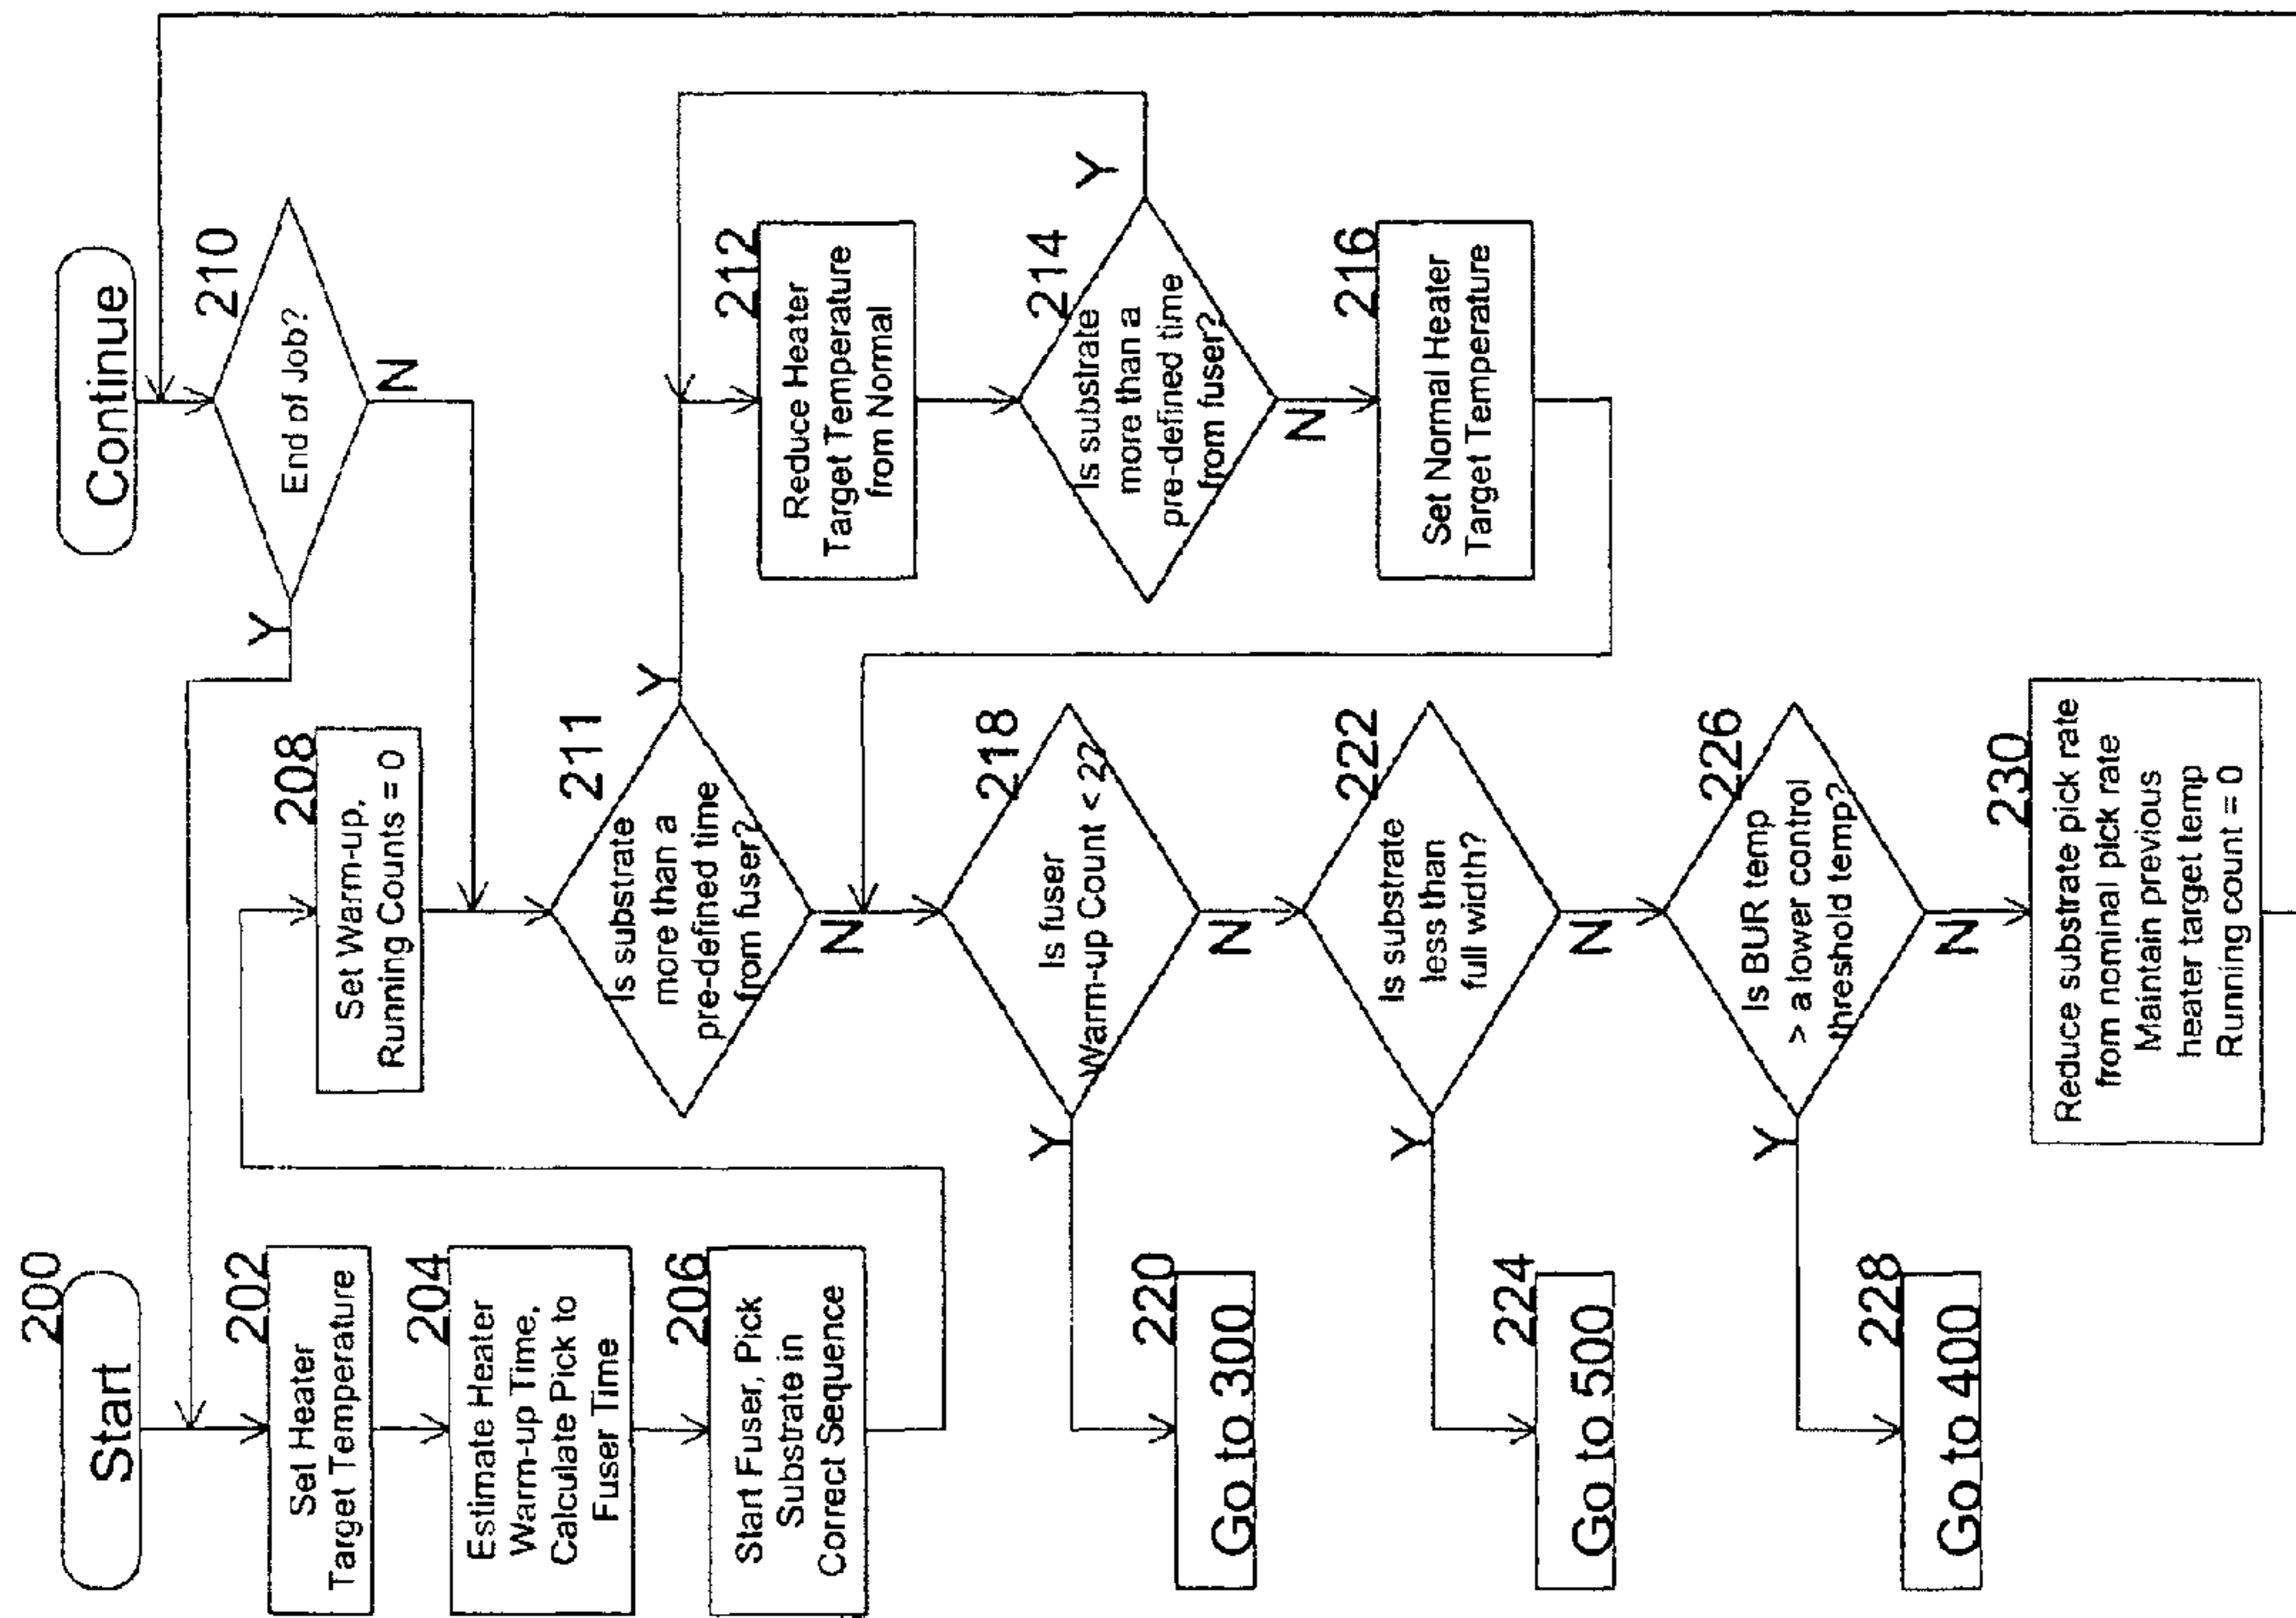 200
Start
202
Set Heater
Target Temperature
204
Estimate Heater
Warm-up Time,
Calculate Pick to
Fuser Time
206
Start Fuser, Pick
Substrate in
Correct Sequence
208
Set Warm-up,
Running Counts = 0
Continue
210
End of Job?
Y
N
211
Is substrate
more than a
pre-defined time
from fuser?
Y
N
212
Reduce Heater
Target Temperature
from Normal
214
Is substrate
more than a
pre-defined time
from fuser?
Y
N
216
Set Normal Heater
Target Temperature
218
Is fuser
Warm-up Count < 2?
Y
N
220
Go to 300
222
Is substrate
less than
full width?
Y
N
224
Go to 500
226
Is BUR temp
> a lower control
threshold temp?
Y
N
228
Go to 400
230
Reduce substrate pick rate
from nominal pick rate
Maintain previous
heater target temp
Running count = 0